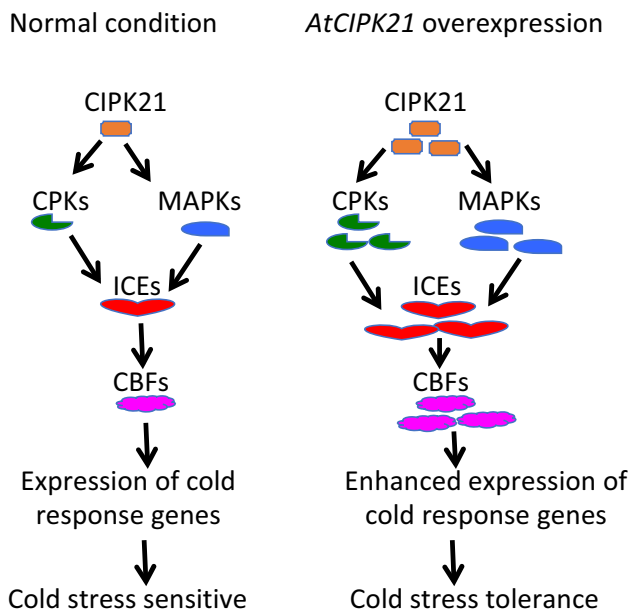 Normal condition
AtCIPK21 overexpression
CIPK21
CIPK21
CPKs
MAPKs
CPKs
MAPKs
ICEs
ICEs
CBFs
CBFs
Expression of cold
response genes
Enhanced expression of
cold response genes
Cold stress sensitive
Cold stress tolerance